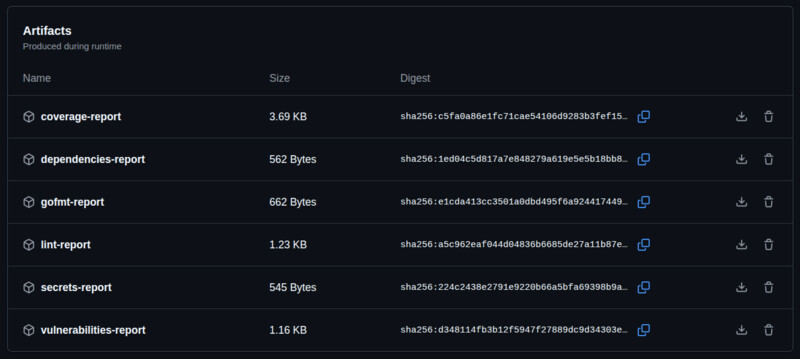 Artifacts
Produced during runtime
Name Size Digest
coverage-report 3.69 KB sha256:c5fa0a86e1fc71cae54106d9283b3fef15…
dependencies-report 562 Bytes sha256:1ed04c5d817a7e848279a619e5e5b18bb8…
gofmt-report 662 Bytes sha256:e1cda413cc3501a0dbd495f6a924417449…
lint-report 1.23 KB sha256:a5c962eaf044d04836b6685de27a11b87e…
secrets-report 545 Bytes sha256:224c2438e2791e9220b66a5bfa69398b9a…
vulnerabilities-report 1.16 KB sha256:d348114fb3b12f5947f27889dc9d34303e…